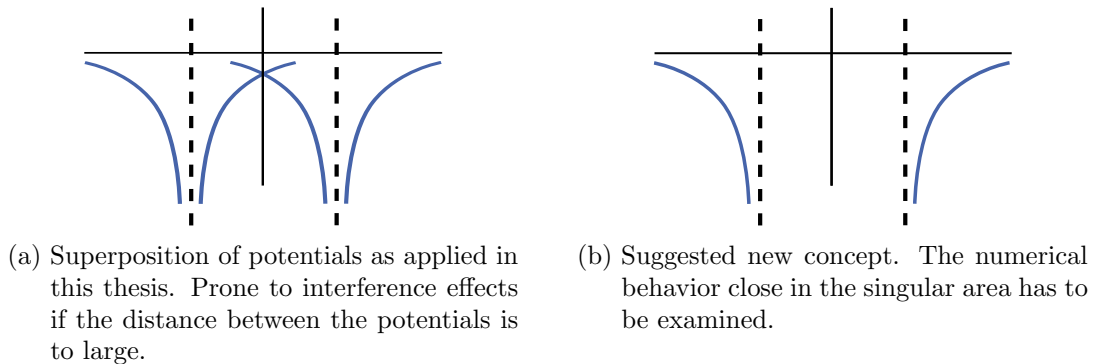 (a) Superposition of potentials as applied in
this thesis. Prone to interference effects
if the distance between the potentials is
to large.
(b) Suggested new concept. The numerical
behavior close in the singular area has to
be examined.